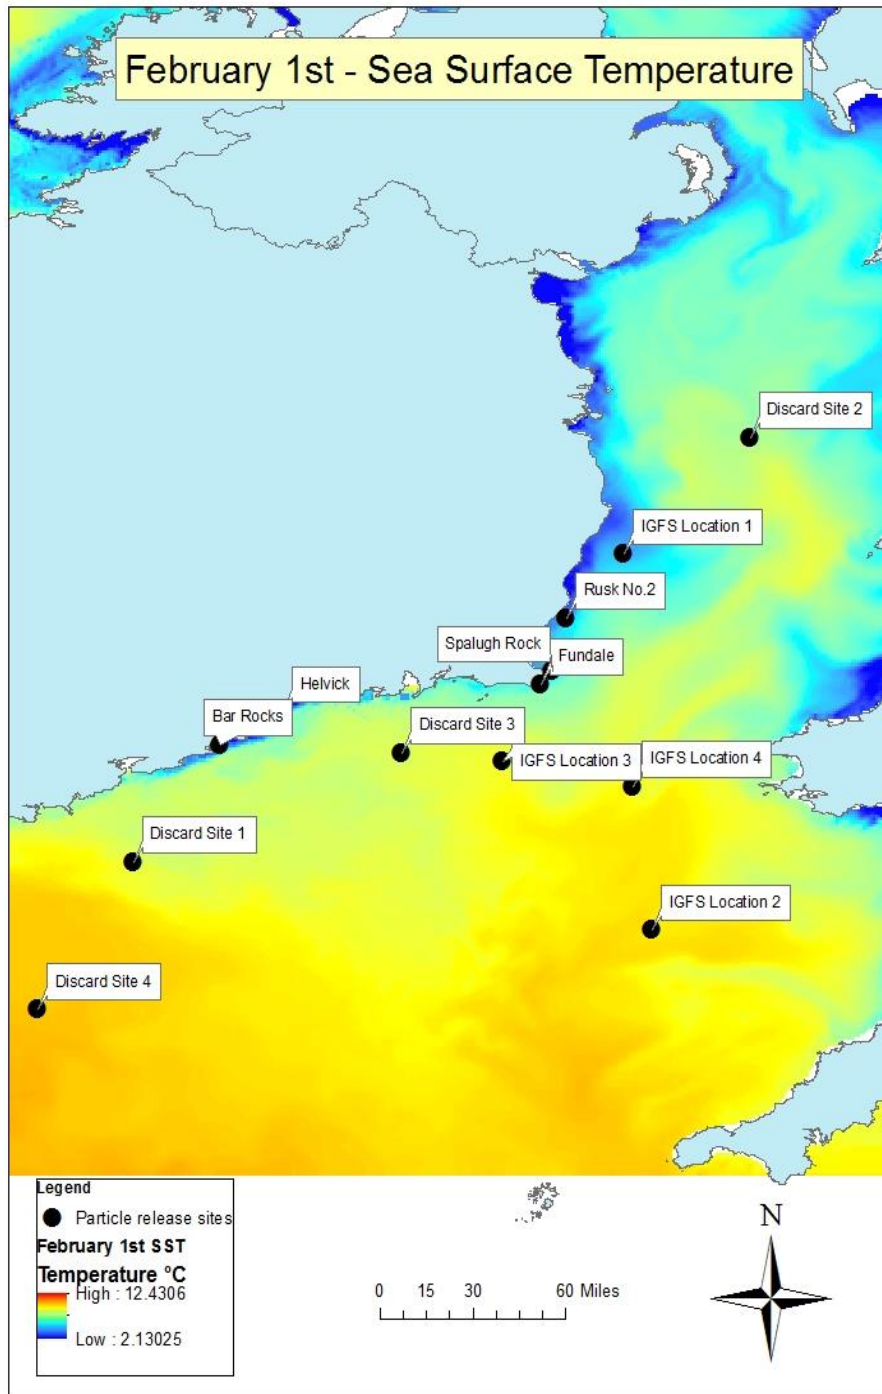 February 1st - Sea Surface Temperature
Discard Site 2
IGFS Location 1
Rusk No.2
Spalugh Rock
Fundale
Helvick
Bar Rocks
Discard Site 3
IGFS Location 3
IGFS Location 4
Discard Site 1
IGFS Location 2
Discard Site 4
Legend
Particle release sites
February 1st SST
Temperature °C
High : 12.4306
Low : 2.13025
0 15 30 60 Miles
N